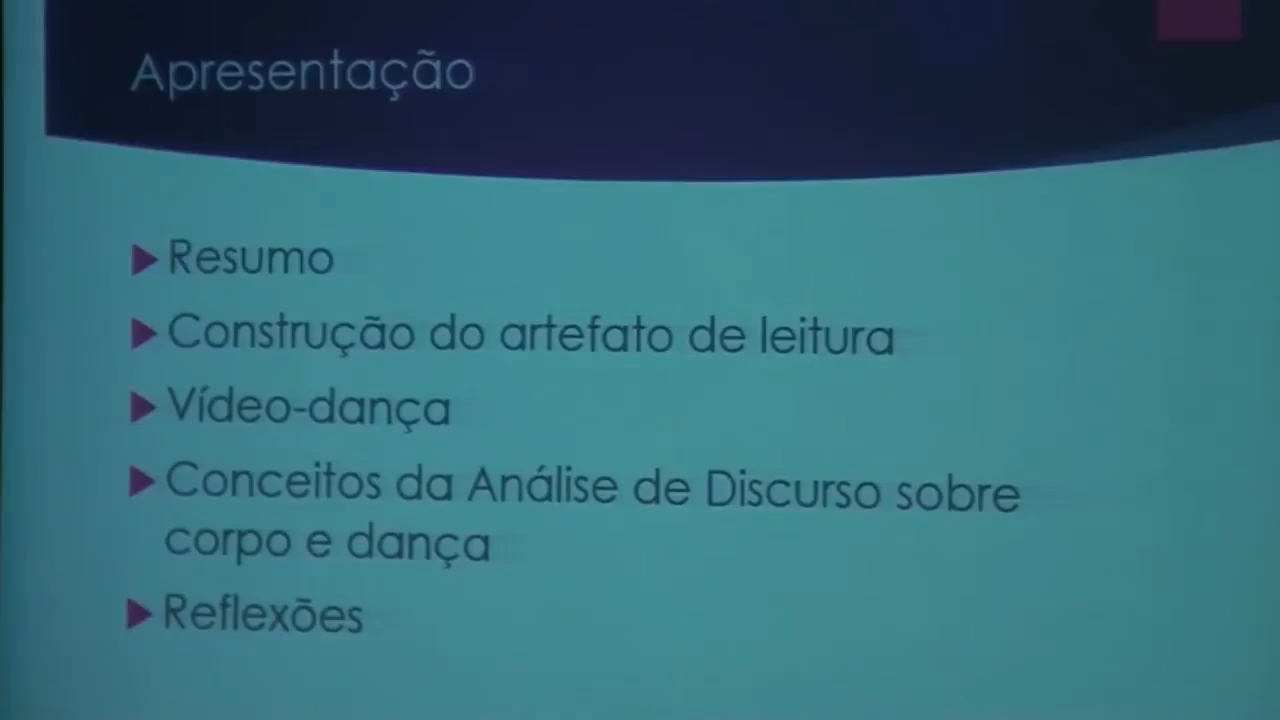 Apresentação
Resumo
Construção do artefato de leitura
Vídeo-dança
Conceitos da Análise de Discurso sobre
corpo e dança
Reflexões